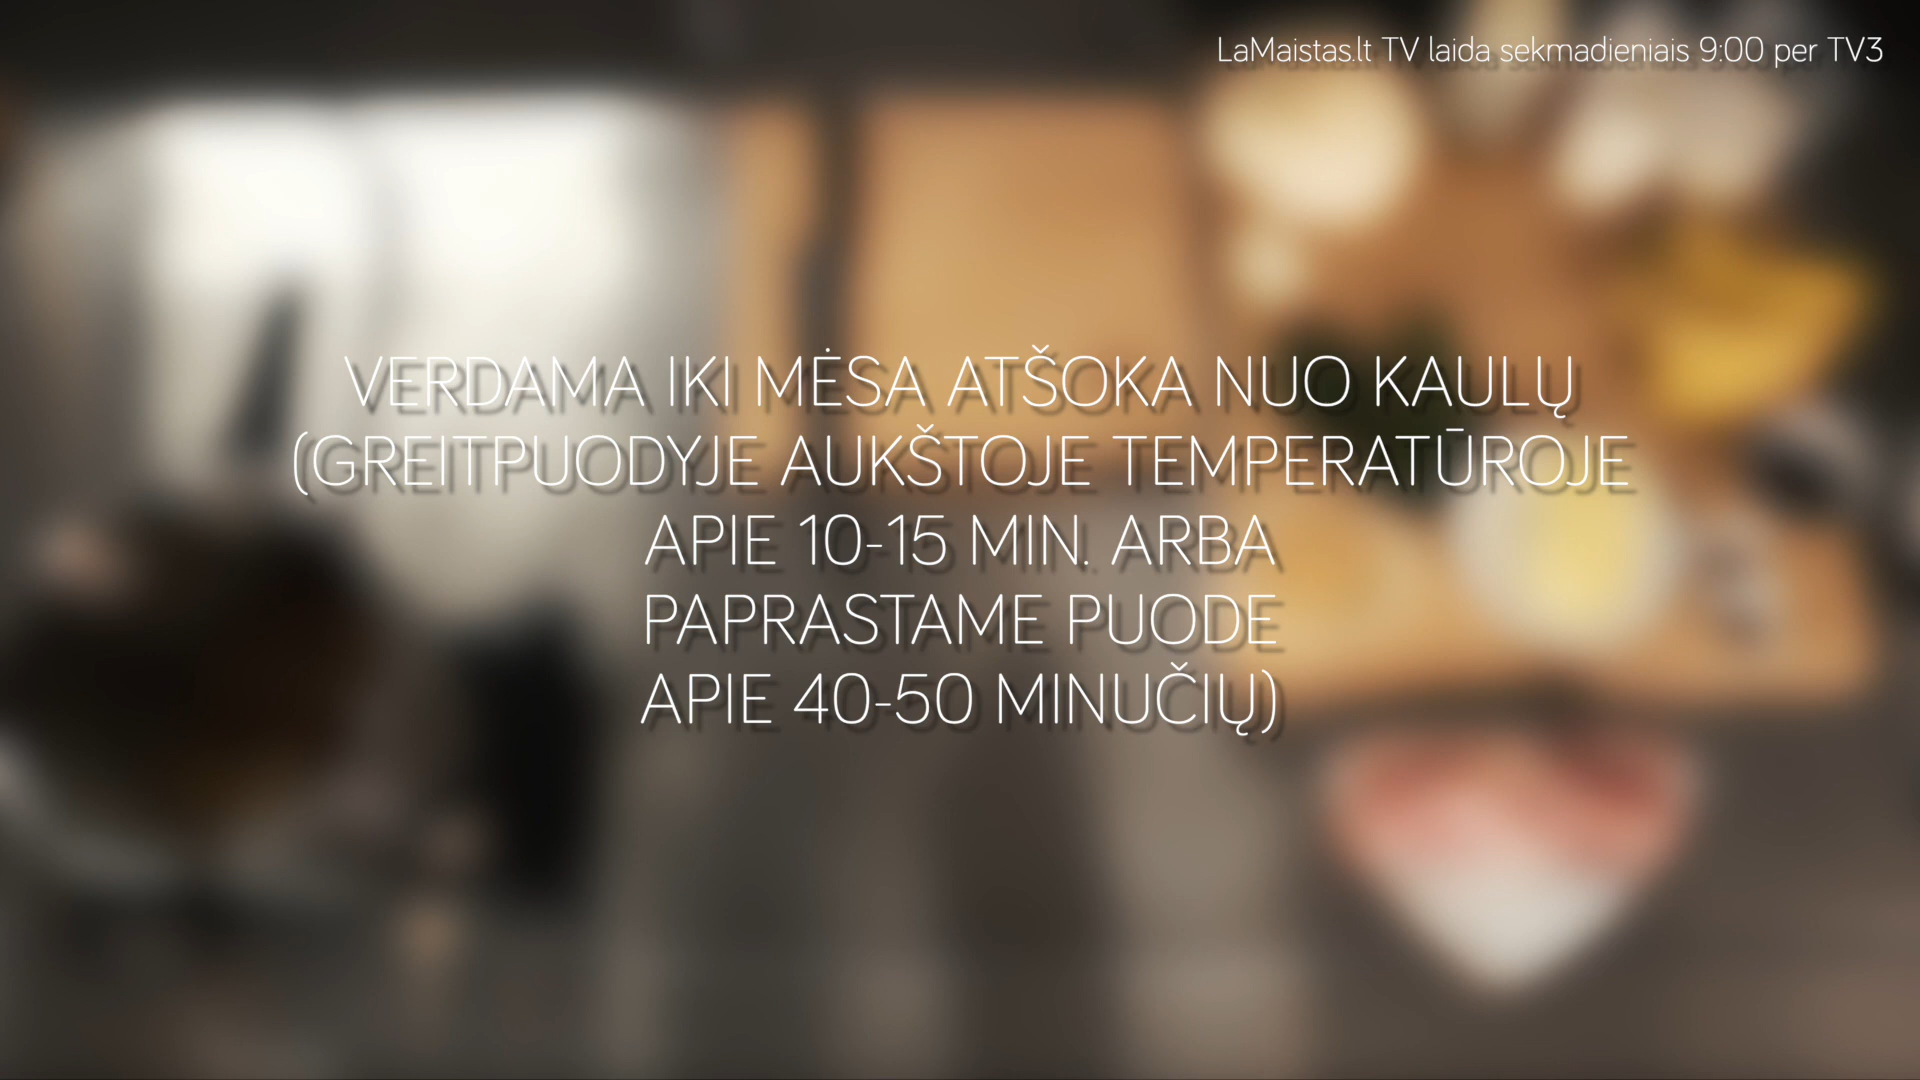 LaMaistas.lt TV laida sekmadieniais 9:00 per TV3
VERDAMA IKI MĖSA ATŠOKA NUO KAULŲ
(GREITPUODYJE AUKŠTOJE TEMPERATŪROJE
APIE 10-15 MIN. ARBA
PAPRASTAME PUODE
APIE 40-50 MINUČIŲ)